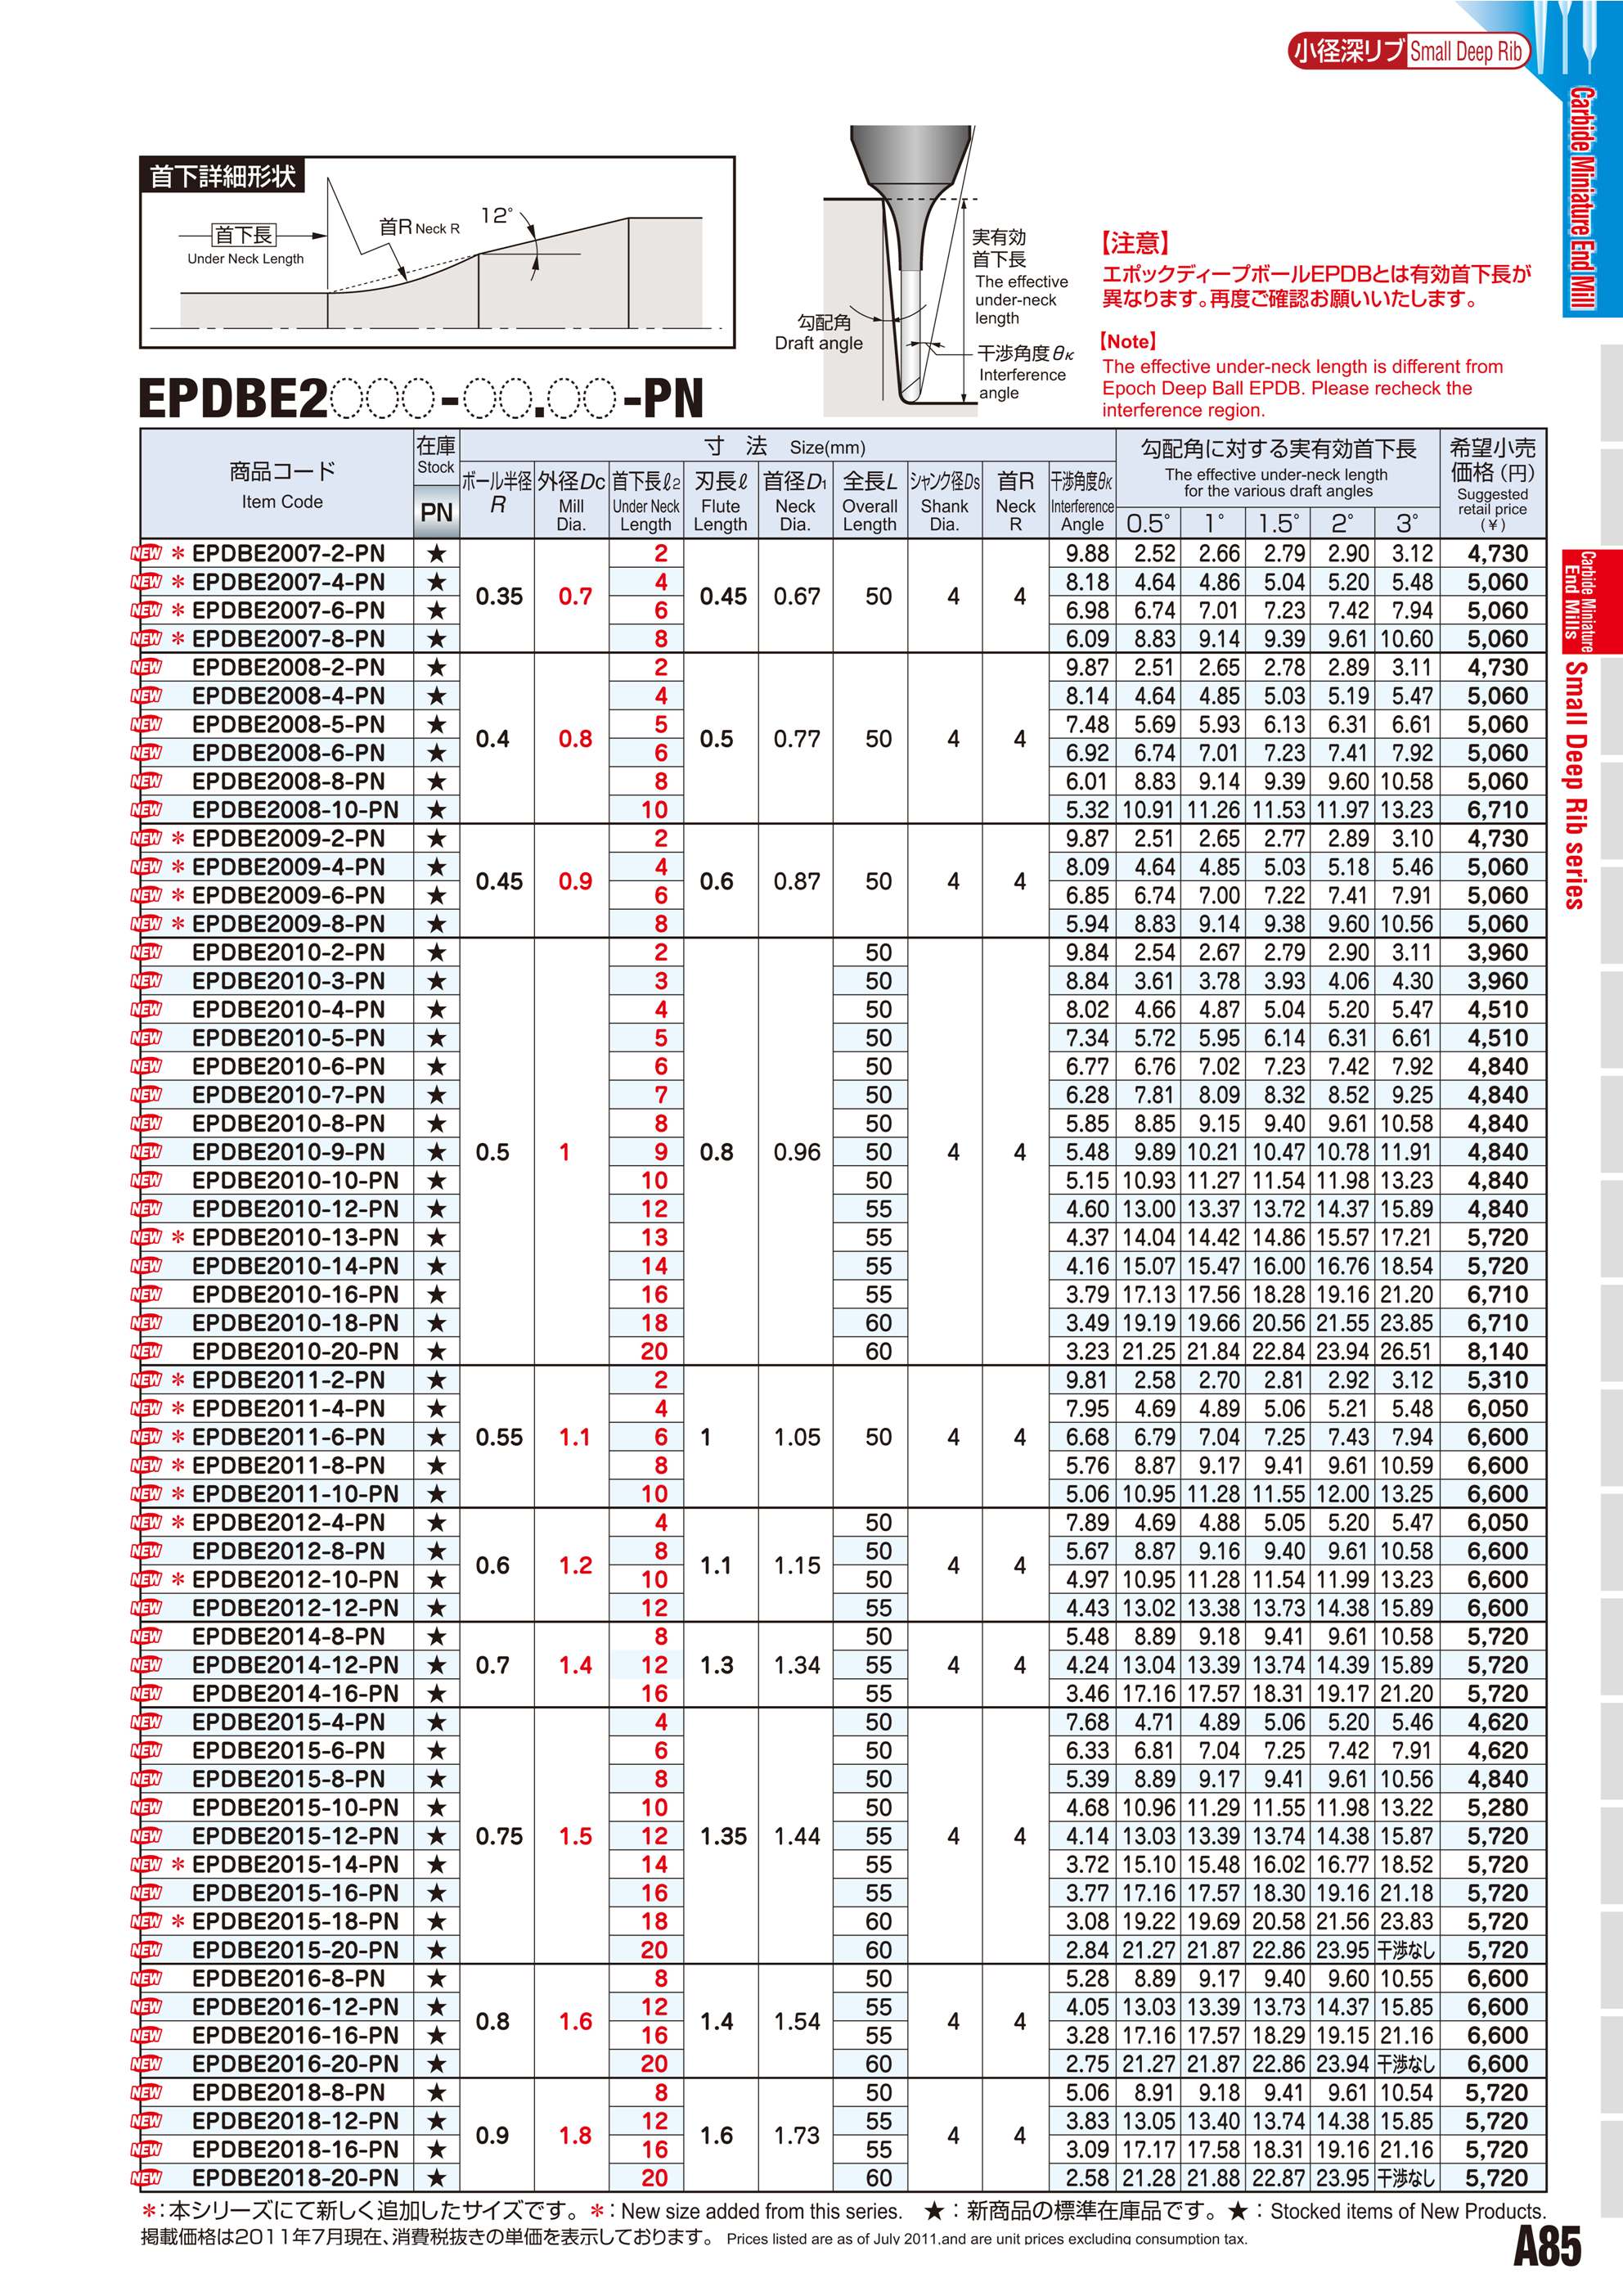 小径深リブ Small Deep Rib
Carbide Miniature End Mill
首下詳細形状
首下長
Under Neck Length
首R Neck R
12°
実有効
首下長
The effective
under-neck
length
勾配角
Draft angle
干渉角度θκ
Interference
angle
【注意】
エポックディープボールEPDBとは有効首下長が
異なります。再度ご確認お願いいたします。
【Note】
The effective under-neck length is different from
Epoch Deep Ball EPDB. Please recheck the
interference region.
EPDBE2○○○-○○.○○-PN
商品コード
Item Code
在庫
Stock
PN
寸 法 Size(mm)
ボール半径 R
外径Dc Mill Dia.
首下長ℓ2 Under Neck Length
刃長ℓ Flute Length
首径D1 Neck Dia.
全長L Overall Length
シャンク径Ds Shank Dia.
首R Neck R
干渉角度θκ Interference Angle
勾配角に対する実有効首下長
The effective under-neck length
for the various draft angles
0.5° 1° 1.5° 2° 3°
希望小売
価格(円)
Suggested
retail price
(¥)
NEW * EPDBE2007-2-PN ★ 2 9.88 2.52 2.66 2.79 2.90 3.12 4,730
NEW * EPDBE2007-4-PN ★ 4 8.18 4.64 4.86 5.04 5.20 5.48 5,060
0.35 0.7 0.45 0.67 50 4 4
NEW * EPDBE2007-6-PN ★ 6 6.98 6.74 7.01 7.23 7.42 7.94 5,060
NEW * EPDBE2007-8-PN ★ 8 6.09 8.83 9.14 9.39 9.61 10.60 5,060
NEW EPDBE2008-2-PN ★ 2 9.87 2.51 2.65 2.78 2.89 3.11 4,730
NEW EPDBE2008-4-PN ★ 4 8.14 4.64 4.85 5.03 5.19 5.47 5,060
NEW EPDBE2008-5-PN ★ 5 7.48 5.69 5.93 6.13 6.31 6.61 5,060
0.4 0.8 0.5 0.77 50 4 4
NEW EPDBE2008-6-PN ★ 6 6.92 6.74 7.01 7.23 7.41 7.92 5,060
NEW EPDBE2008-8-PN ★ 8 6.01 8.83 9.14 9.39 9.60 10.58 5,060
NEW EPDBE2008-10-PN ★ 10 5.32 10.91 11.26 11.53 11.97 13.23 6,710
NEW * EPDBE2009-2-PN ★ 2 9.87 2.51 2.65 2.77 2.89 3.10 4,730
NEW * EPDBE2009-4-PN ★ 4 8.09 4.64 4.85 5.03 5.18 5.46 5,060
0.45 0.9 0.6 0.87 50 4 4
NEW * EPDBE2009-6-PN ★ 6 6.85 6.74 7.00 7.22 7.41 7.91 5,060
NEW * EPDBE2009-8-PN ★ 8 5.94 8.83 9.14 9.38 9.60 10.56 5,060
NEW EPDBE2010-2-PN ★ 2 50 9.84 2.54 2.67 2.79 2.90 3.11 3,960
NEW EPDBE2010-3-PN ★ 3 50 8.84 3.61 3.78 3.93 4.06 4.30 3,960
NEW EPDBE2010-4-PN ★ 4 50 8.02 4.66 4.87 5.04 5.20 5.47 4,510
NEW EPDBE2010-5-PN ★ 5 50 7.34 5.72 5.95 6.14 6.31 6.61 4,510
NEW EPDBE2010-6-PN ★ 6 50 6.77 6.76 7.02 7.23 7.42 7.92 4,840
NEW EPDBE2010-7-PN ★ 7 50 6.28 7.81 8.09 8.32 8.52 9.25 4,840
NEW EPDBE2010-8-PN ★ 8 50 5.85 8.85 9.15 9.40 9.61 10.58 4,840
NEW EPDBE2010-9-PN ★ 0.5 1 9 0.8 0.96 50 4 4 5.48 9.89 10.21 10.47 10.78 11.91 4,840
NEW EPDBE2010-10-PN ★ 10 50 5.15 10.93 11.27 11.54 11.98 13.23 4,840
NEW EPDBE2010-12-PN ★ 12 55 4.60 13.00 13.37 13.72 14.37 15.89 4,840
NEW * EPDBE2010-13-PN ★ 13 55 4.37 14.04 14.42 14.86 15.57 17.21 5,720
NEW EPDBE2010-14-PN ★ 14 55 4.16 15.07 15.47 16.00 16.76 18.54 5,720
NEW EPDBE2010-16-PN ★ 16 55 3.79 17.13 17.56 18.28 19.16 21.20 6,710
NEW EPDBE2010-18-PN ★ 18 60 3.49 19.19 19.66 20.56 21.55 23.85 6,710
NEW EPDBE2010-20-PN ★ 20 60 3.23 21.25 21.84 22.84 23.94 26.51 8,140
NEW * EPDBE2011-2-PN ★ 2 9.81 2.58 2.70 2.81 2.92 3.12 5,310
NEW * EPDBE2011-4-PN ★ 4 7.95 4.69 4.89 5.06 5.21 5.48 6,050
NEW * EPDBE2011-6-PN ★ 0.55 1.1 6 1 1.05 50 4 4 6.68 6.79 7.04 7.25 7.43 7.94 6,600
NEW * EPDBE2011-8-PN ★ 8 5.76 8.87 9.17 9.41 9.61 10.59 6,600
NEW * EPDBE2011-10-PN ★ 10 5.06 10.95 11.28 11.55 12.00 13.25 6,600
NEW * EPDBE2012-4-PN ★ 4 50 7.89 4.69 4.88 5.05 5.20 5.47 6,050
NEW EPDBE2012-8-PN ★ 8 50 5.67 8.87 9.16 9.40 9.61 10.58 6,600
0.6 1.2 1.1 1.15 4 4
NEW * EPDBE2012-10-PN ★ 10 50 4.97 10.95 11.28 11.54 11.99 13.23 6,600
NEW EPDBE2012-12-PN ★ 12 55 4.43 13.02 13.38 13.73 14.38 15.89 6,600
NEW EPDBE2014-8-PN ★ 8 50 5.48 8.89 9.18 9.41 9.61 10.58 5,720
NEW EPDBE2014-12-PN ★ 0.7 1.4 12 1.3 1.34 55 4 4 4.24 13.04 13.39 13.74 14.39 15.89 5,720
NEW EPDBE2014-16-PN ★ 16 55 3.46 17.16 17.57 18.31 19.17 21.20 5,720
NEW EPDBE2015-4-PN ★ 4 50 7.68 4.71 4.89 5.06 5.20 5.46 4,620
NEW EPDBE2015-6-PN ★ 6 50 6.33 6.81 7.04 7.25 7.42 7.91 4,620
NEW EPDBE2015-8-PN ★ 8 50 5.39 8.89 9.17 9.41 9.61 10.56 4,840
NEW EPDBE2015-10-PN ★ 10 50 4.68 10.96 11.29 11.55 11.98 13.22 5,280
NEW EPDBE2015-12-PN ★ 0.75 1.5 12 1.35 1.44 55 4 4 4.14 13.03 13.39 13.74 14.38 15.87 5,720
NEW * EPDBE2015-14-PN ★ 14 55 3.72 15.10 15.48 16.02 16.77 18.52 5,720
NEW EPDBE2015-16-PN ★ 16 55 3.77 17.16 17.57 18.30 19.16 21.18 5,720
NEW * EPDBE2015-18-PN ★ 18 60 3.08 19.22 19.69 20.58 21.56 23.83 5,720
NEW EPDBE2015-20-PN ★ 20 60 2.84 21.27 21.87 22.86 23.95 干渉なし 5,720
NEW EPDBE2016-8-PN ★ 8 50 5.28 8.89 9.17 9.40 9.60 10.55 6,600
NEW EPDBE2016-12-PN ★ 12 55 4.05 13.03 13.39 13.73 14.37 15.85 6,600
0.8 1.6 1.4 1.54 4 4
NEW EPDBE2016-16-PN ★ 16 55 3.28 17.16 17.57 18.29 19.15 21.16 6,600
NEW EPDBE2016-20-PN ★ 20 60 2.75 21.27 21.87 22.86 23.94 干渉なし 6,600
NEW EPDBE2018-8-PN ★ 8 50 5.06 8.91 9.18 9.41 9.61 10.54 5,720
NEW EPDBE2018-12-PN ★ 12 55 3.83 13.05 13.40 13.74 14.38 15.85 5,720
0.9 1.8 1.6 1.73 4 4
NEW EPDBE2018-16-PN ★ 16 55 3.09 17.17 17.58 18.31 19.16 21.16 5,720
NEW EPDBE2018-20-PN ★ 20 60 2.58 21.28 21.88 22.87 23.95 干渉なし 5,720
*:本シリーズにて新しく追加したサイズです。*: New size added from this series. ★:新商品の標準在庫品です。★:Stocked items of New Products.
掲載価格は2011年7月現在、消費税抜きの単価を表示しております。 Prices listed are as of July 2011,and are unit prices excluding consumption tax.
Carbide Miniature
End Mills
Small Deep Rib series
A85